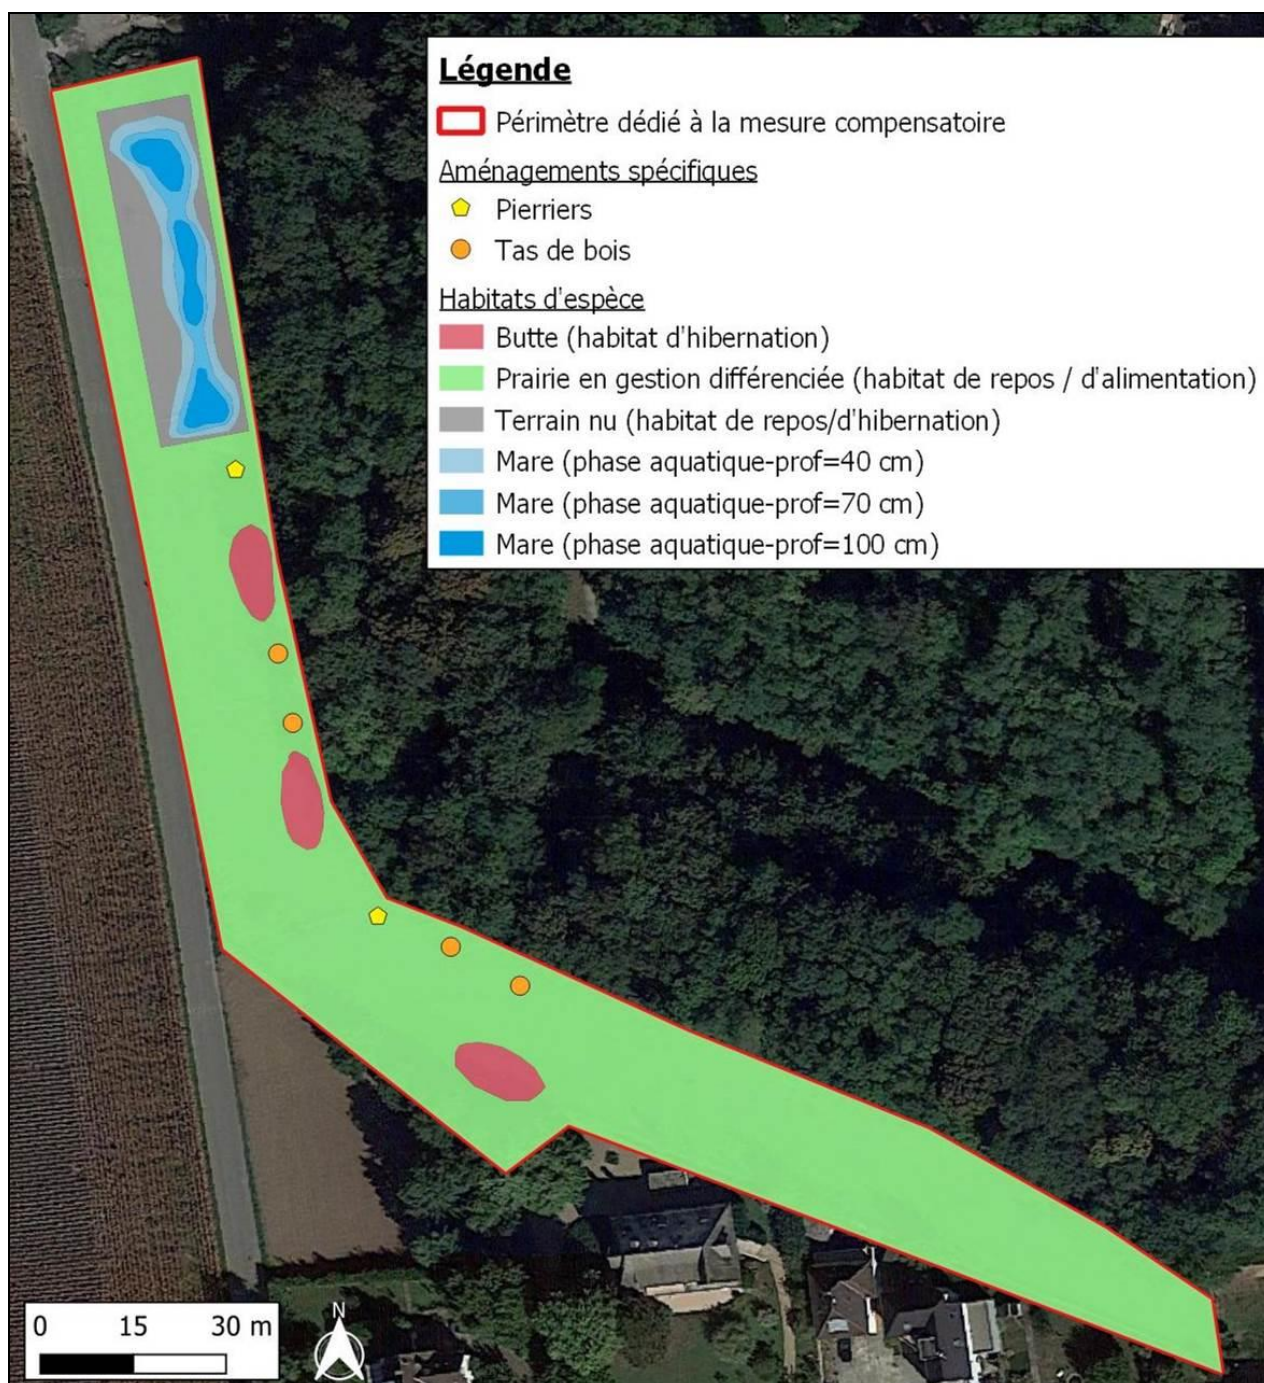 Légende
Périmètre dédié à la mesure compensatoire
Aménagements spécifiques
Pierriers
Tas de bois
Habitats d'espèce
Butte (habitat d'hibernation)
Prairie en gestion différenciée (habitat de repos / d'alimentation)
Terrain nu (habitat de repos/d'hibernation)
Mare (phase aquatique-prof=40 cm)
Mare (phase aquatique-prof=70 cm)
Mare (phase aquatique-prof=100 cm)
0 15 30 m
N